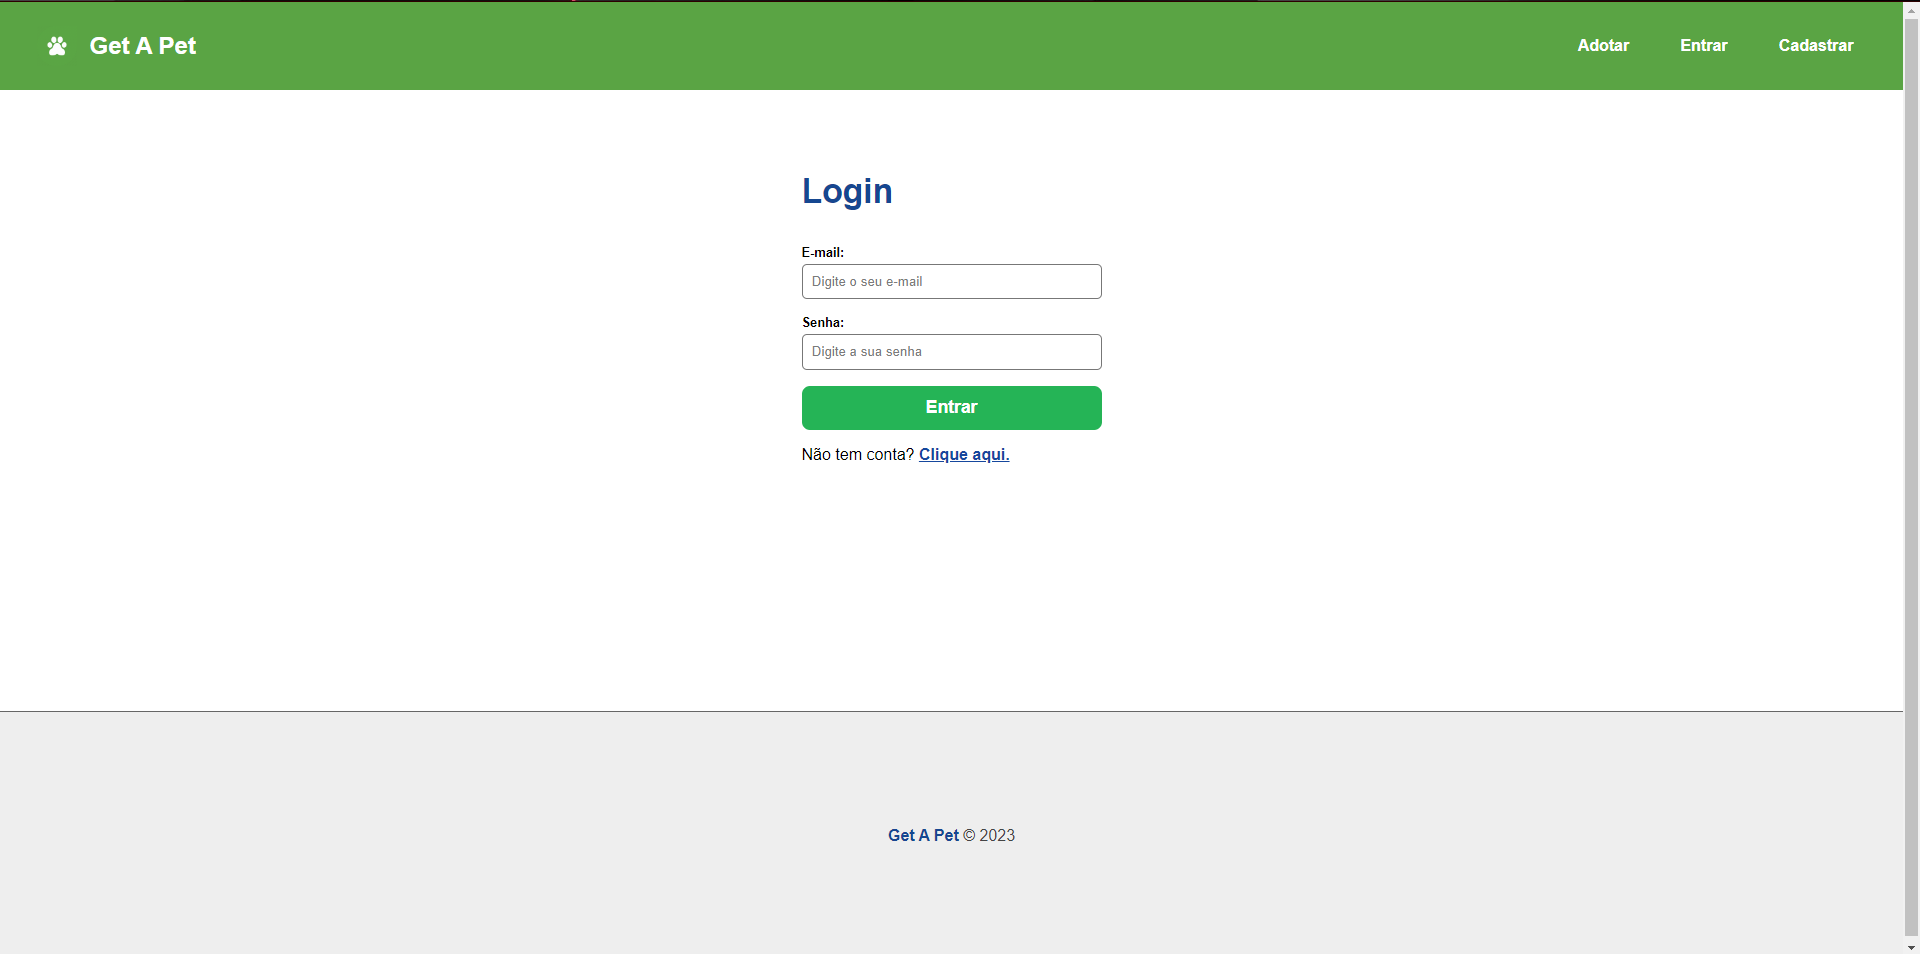 Get A Pet
Adotar Entrar Cadastrar
Login
E-mail:
Digite o seu e-mail
Senha:
Digite a sua senha
Entrar
Não tem conta? Clique aqui.
Get A Pet © 2023